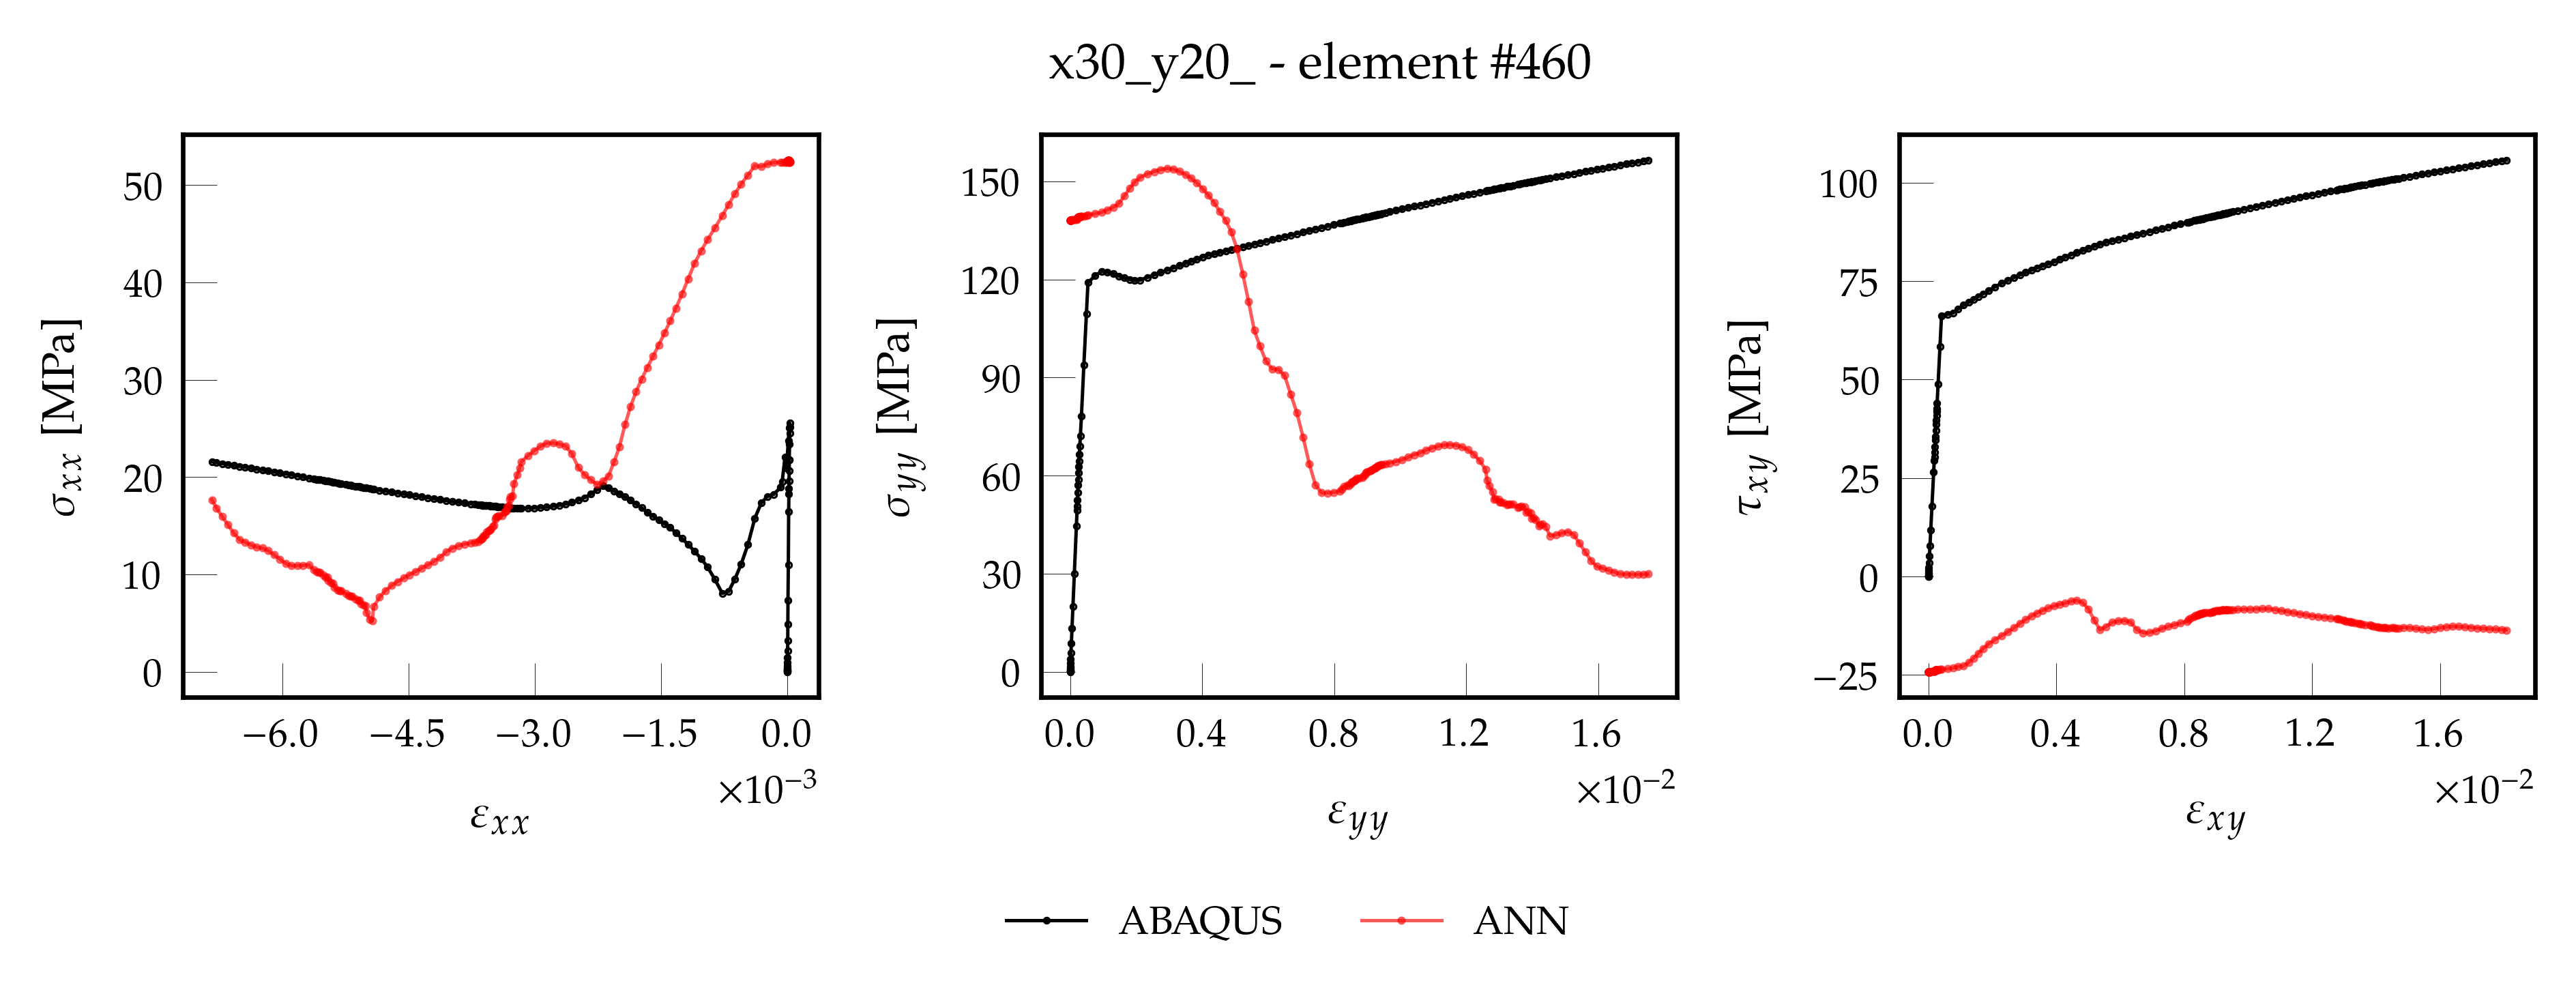 x30_y20_ - element #460
σxx [MPa]
50
40
30
20
10
0
−6.0 −4.5 −3.0 −1.5 0.0
×10−3
εxx
σyy [MPa]
150
120
90
60
30
0
0.0 0.4 0.8 1.2 1.6
×10−2
εyy
τxy [MPa]
100
75
50
25
0
−25
0.0 0.4 0.8 1.2 1.6
×10−2
εxy
ABAQUS ANN